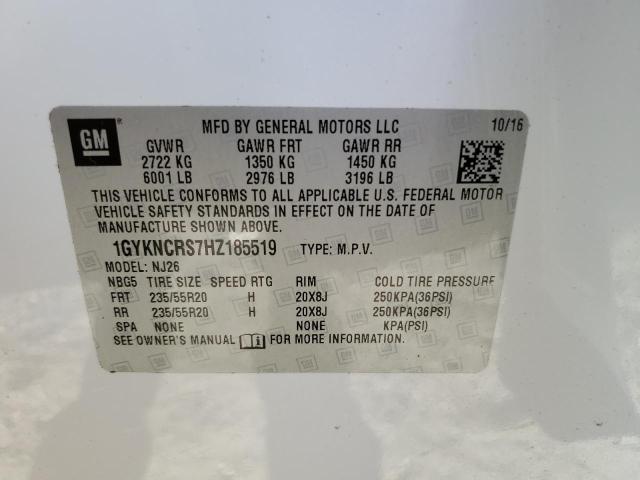 GM
MFD BY GENERAL MOTORS LLC 10/16
GVWR GAWR FRT GAWR RR
2722 KG 1350 KG 1450 KG
6001 LB 2976 LB 3196 LB
THIS VEHICLE CONFORMS TO ALL APPLICABLE U.S. FEDERAL MOTOR
VEHICLE SAFETY STANDARDS IN EFFECT ON THE DATE OF
MANUFACTURE SHOWN ABOVE.
1GYKNCRS7HZ185519 TYPE: M.P.V.
MODEL: NJ26
NBG5 TIRE SIZE SPEED RTG RIM COLD TIRE PRESSURE
FRT 235/55R20 H 20X8J 250KPA(36PSI)
RR 235/55R20 H 20X8J 250KPA(36PSI)
SPA NONE NONE KPA(PSI)
SEE OWNER'S MANUAL FOR MORE INFORMATION.